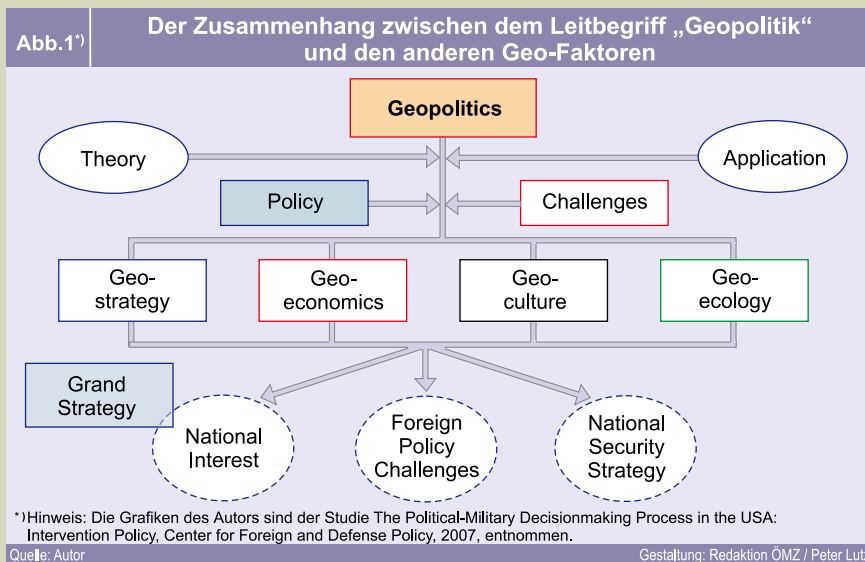 Abb.1*)
Der Zusammenhang zwischen dem Leitbegriff „Geopolitik“
und den anderen Geo-Faktoren
Geopolitics
Theory
Application
Policy
Challenges
Geo-
strategy
Geo-
economics
Geo-
culture
Geo-
ecology
Grand
Strategy
National
Interest
Foreign
Policy
Challenges
National
Security
Strategy
*)Hinweis: Die Grafiken des Autors sind der Studie The Political-Military Decisionmaking Process in the USA:
Intervention Policy, Center for Foreign and Defense Policy, 2007, entnommen.
Quelle: Autor
Gestaltung: Redaktion ÖMZ / Peter Lutz